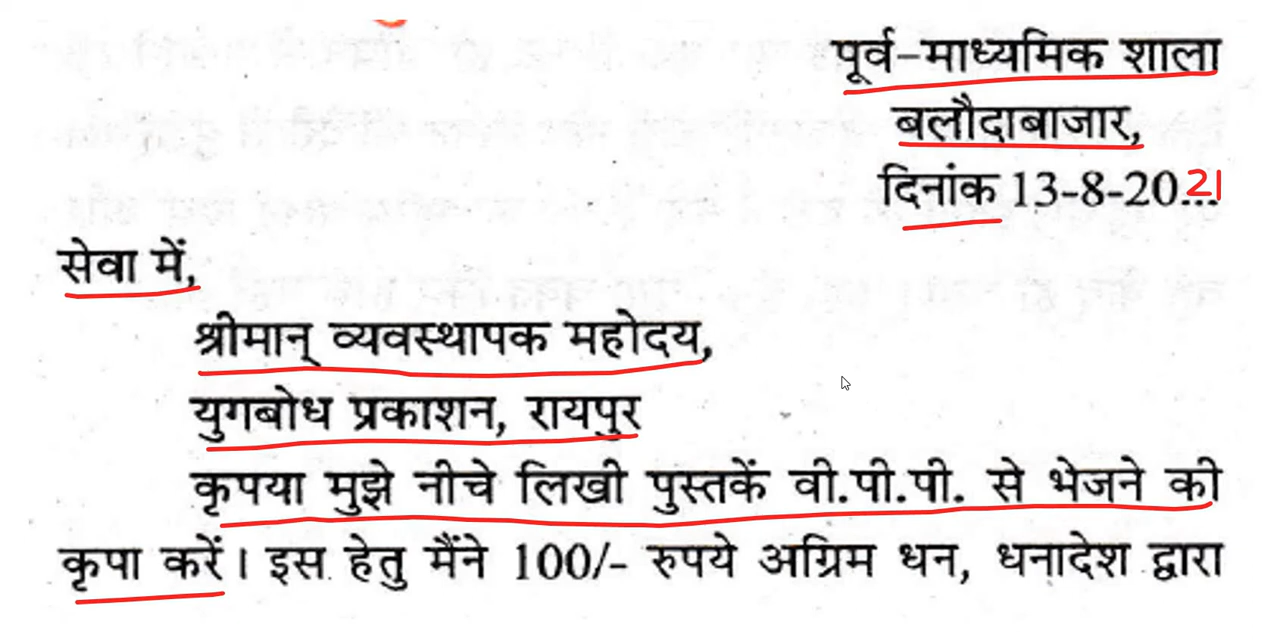 पूर्व-माध्यमिक शाला
बलौदाबाजार,
दिनांक 13-8-20...21
सेवा में,
श्रीमान् व्यवस्थापक महोदय,
युगबोध प्रकाशन, रायपुर
कृपया मुझे नीचे लिखी पुस्तकें वी.पी.पी. से भेजने की
कृपा करें। इस हेतु मैंने 100/- रुपये अग्रिम धन, धनादेश द्वारा